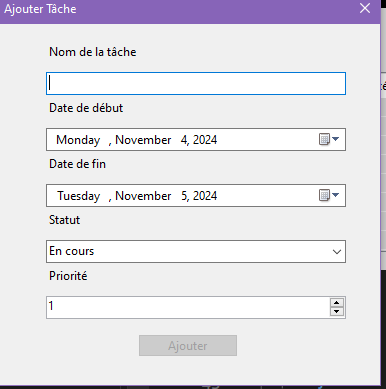 Ajouter Tâche
Nom de la tâche
Date de début
Monday , November 4, 2024
Date de fin
Tuesday , November 5, 2024
Statut
En cours
Priorité
1
Ajouter